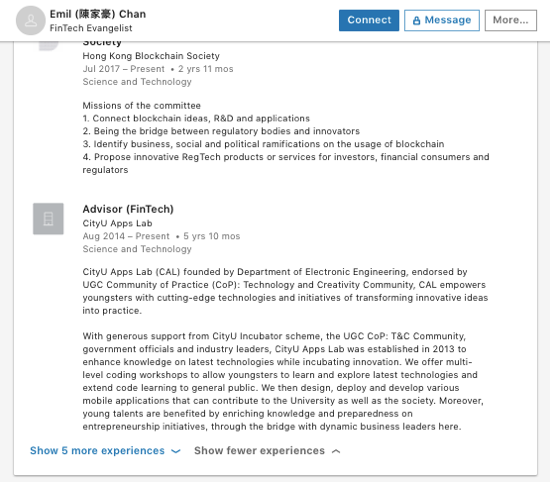 Emil (陳家豪) Chan
FinTech Evangelist
Connect
Message
More...
Society
Hong Kong Blockchain Society
Jul 2017 – Present • 2 yrs 11 mos
Science and Technology
Missions of the committee
1. Connect blockchain ideas, R&D and applications
2. Being the bridge between regulatory bodies and innovators
3. Identify business, social and political ramifications on the usage of blockchain
4. Propose innovative RegTech products or services for investors, financial consumers and
regulators
Advisor (FinTech)
CityU Apps Lab
Aug 2014 – Present • 5 yrs 10 mos
Science and Technology
CityU Apps Lab (CAL) founded by Department of Electronic Engineering, endorsed by
UGC Community of Practice (CoP): Technology and Creativity Community, CAL empowers
youngsters with cutting-edge technologies and initiatives of transforming innovative ideas
into practice.
With generous support from CityU Incubator scheme, the UGC CoP: T&C Community,
government officials and industry leaders, CityU Apps Lab was established in 2013 to
enhance knowledge on latest technologies while incubating innovation. We offer multi-
level coding workshops to allow youngsters to learn and explore latest technologies and
extend code learning to general public. We then design, deploy and develop various
mobile applications that can contribute to the University as well as the society. Moreover,
young talents are benefited by enriching knowledge and preparedness on
entrepreneurship initiatives, through the bridge with dynamic business leaders here.
Show 5 more experiences
Show fewer experiences